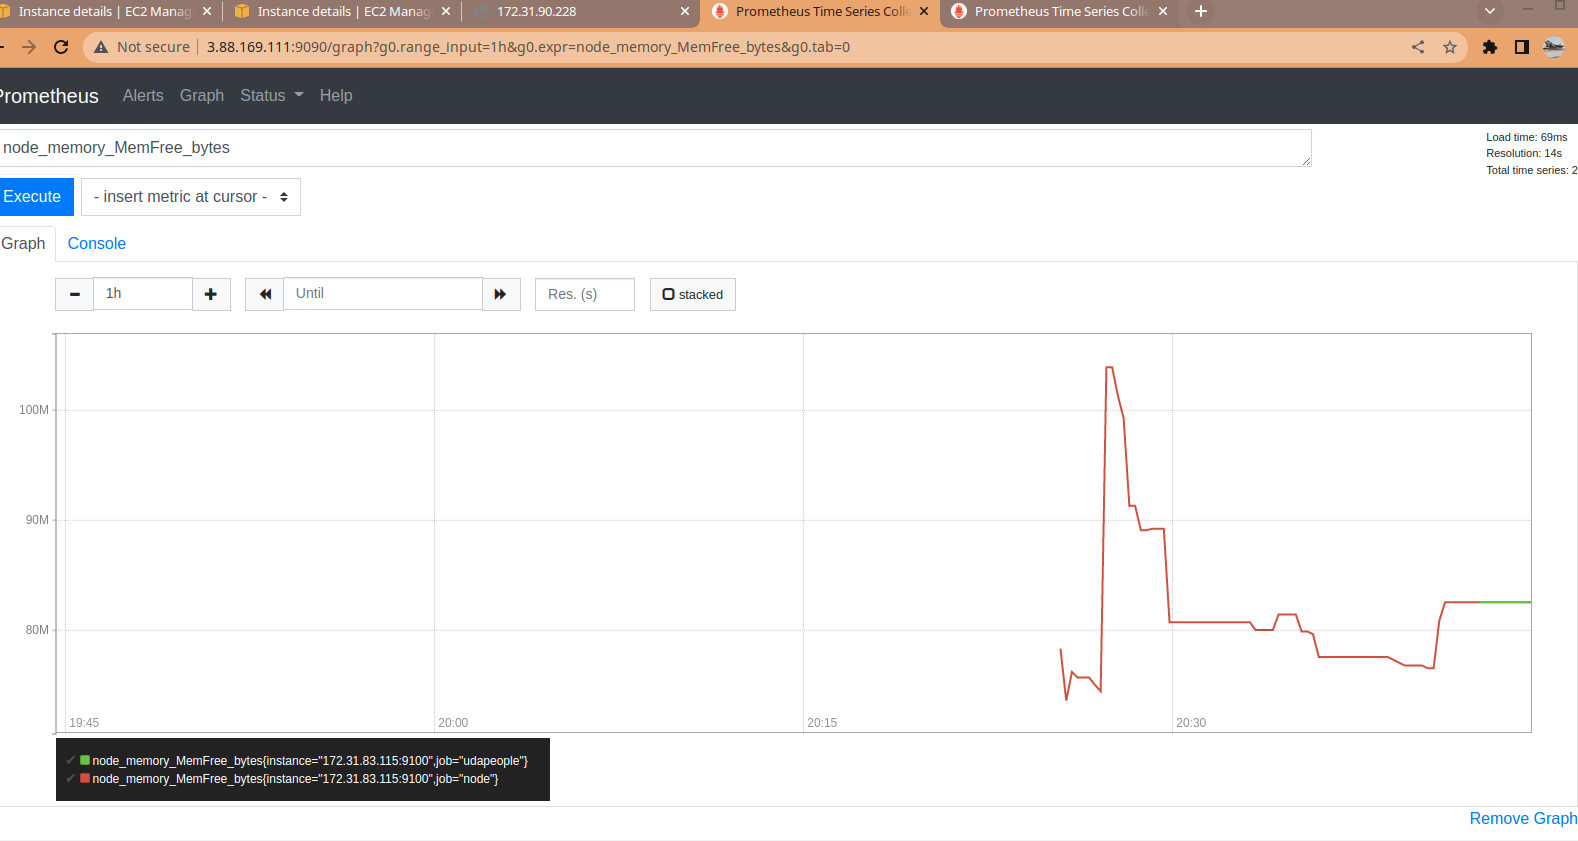 Instance details | EC2 Manag
Instance details | EC2 Manag
172.31.90.228
Prometheus Time Series Colle
Prometheus Time Series Colle
Not secure
3.88.169.111:9090/graph?g0.range_input=1h&g0.expr=node_memory_MemFree_bytes&g0.tab=0
Prometheus Alerts Graph Status Help
node_memory_MemFree_bytes
Load time: 69ms
Resolution: 14s
Total time series: 2
Execute
- insert metric at cursor -
Graph Console
1h
Until
Res. (s)
stacked
100M
90M
80M
19:45 20:00 20:15 20:30
node_memory_MemFree_bytes{instance="172.31.83.115:9100",job="udapeople"}
node_memory_MemFree_bytes{instance="172.31.83.115:9100",job="node"}
Remove Graph